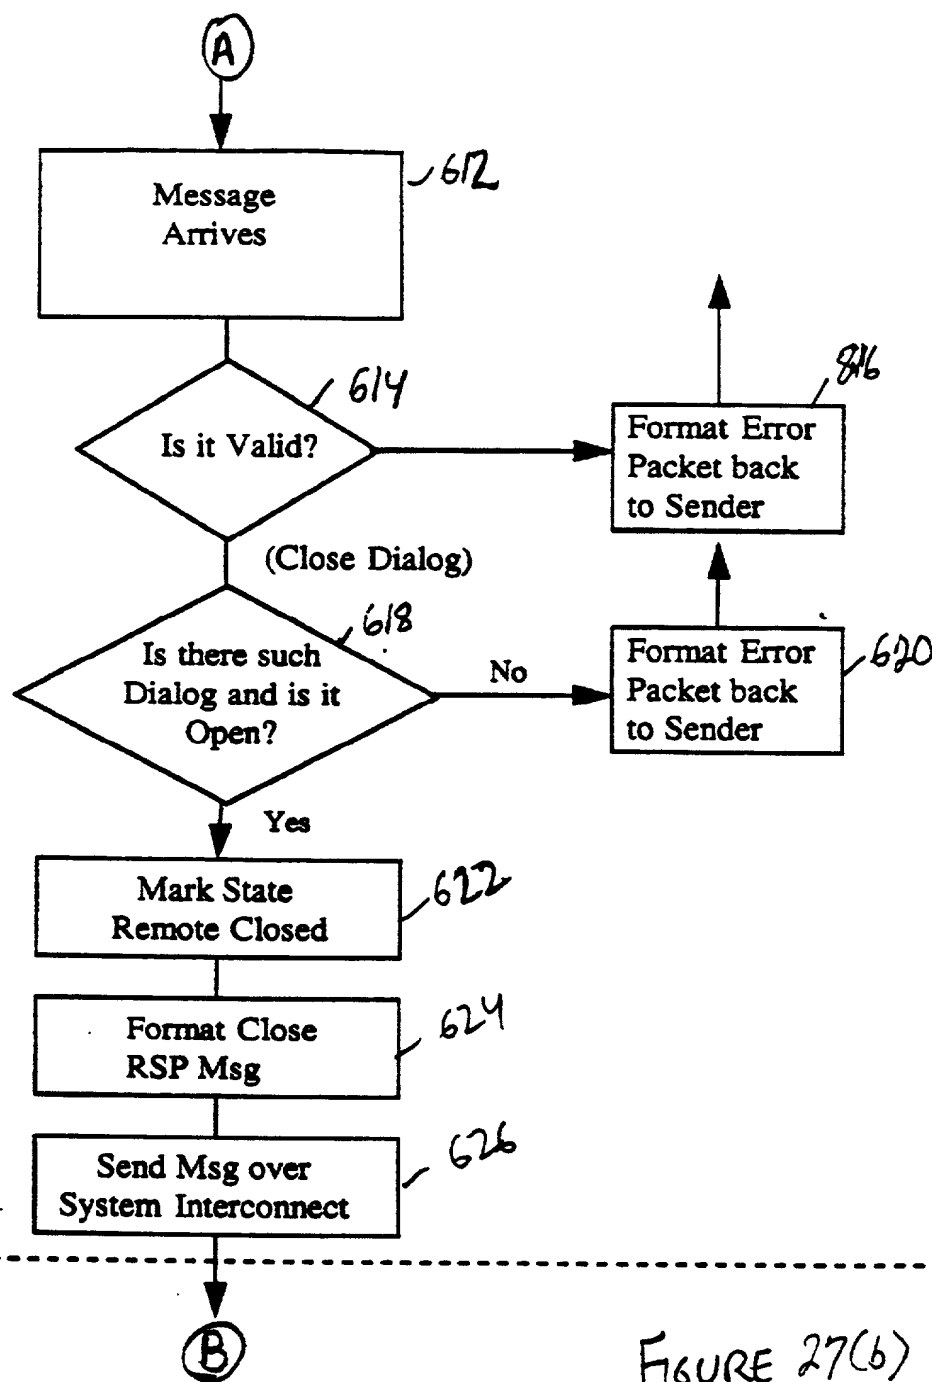 A
Message
Arrives
612
Is it Valid?
614
Format Error
Packet back
to Sender
816
(Close Dialog)
Is there such
Dialog and is it
Open?
618
No
Format Error
Packet back
to Sender
620
Yes
Mark State
Remote Closed
622
Format Close
RSP Msg
624
Send Msg over
System Interconnect
626
B
FIGURE 27(b)